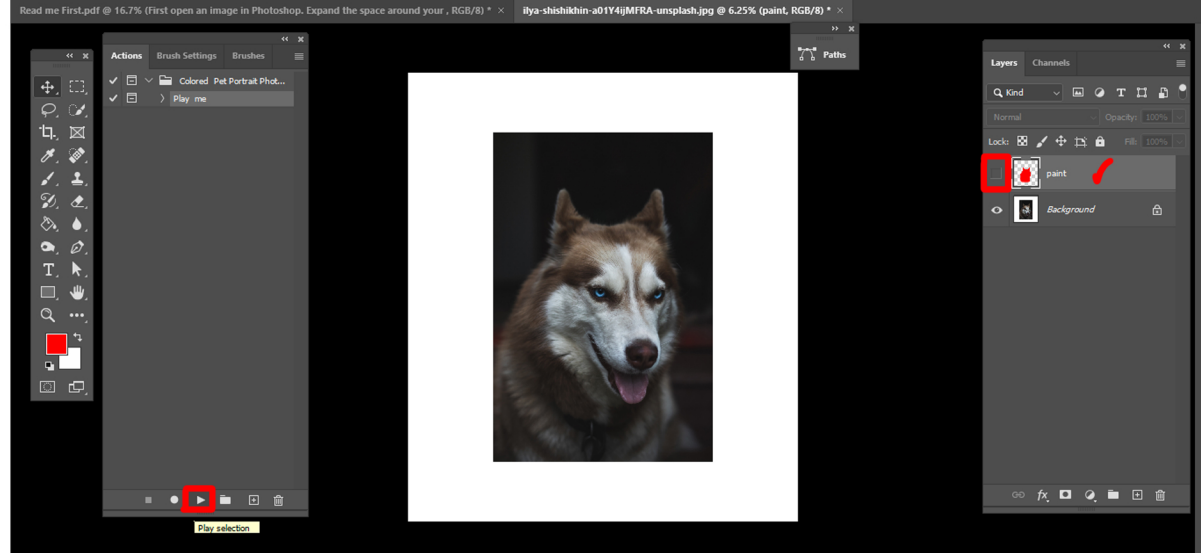 Read me First.pdf @ 16.7% (First open an image in Photoshop. Expand the space around your , RGB/8) * ×
ilya-shishikhin-a01Y4ijMFRA-unsplash.jpg @ 6.25% (paint, RGB/8) * ×
Actions Brush Settings Brushes
Colored Pet Portrait Phot...
Play me
Play selection
Paths
Layers Channels
Kind
Normal Opacity: 100%
Lock: Fill: 100%
paint
Background